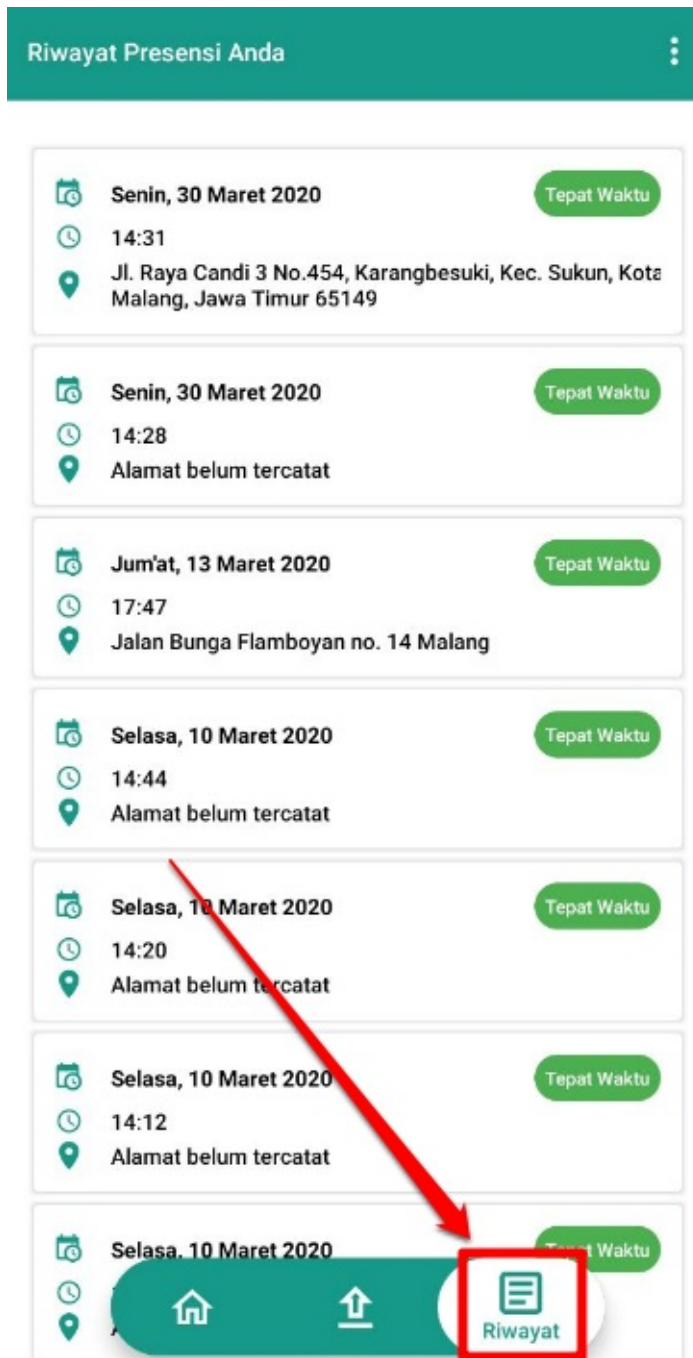 Riwayat Presensi Anda
Senin, 30 Maret 2020
Tepat Waktu
14:31
Jl. Raya Candi 3 No.454, Karangbesuki, Kec. Sukun, Kota
Malang, Jawa Timur 65149
Senin, 30 Maret 2020
Tepat Waktu
14:28
Alamat belum tercatat
Jum'at, 13 Maret 2020
Tepat Waktu
17:47
Jalan Bunga Flamboyan no. 14 Malang
Selasa, 10 Maret 2020
Tepat Waktu
14:44
Alamat belum tercatat
Selasa, 10 Maret 2020
Tepat Waktu
14:20
Alamat belum tercatat
Selasa, 10 Maret 2020
Tepat Waktu
14:12
Alamat belum tercatat
Selasa, 10 Maret 2020
Tepat Waktu
Riwayat